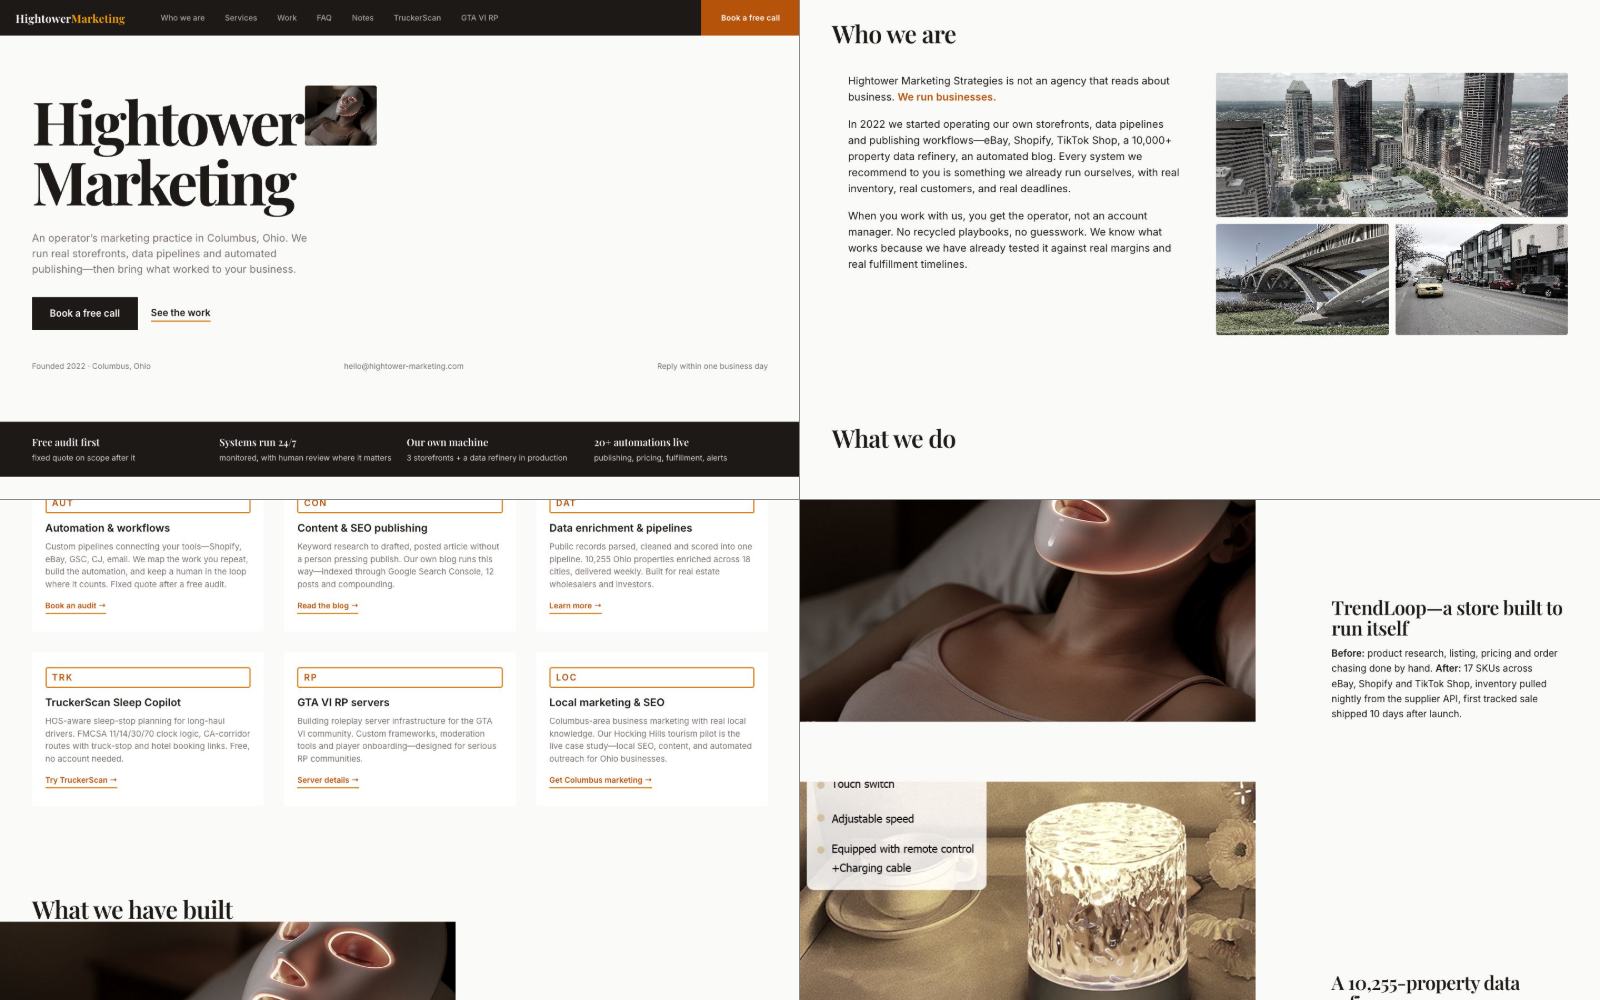 HightowerMarketing
Who we are
Services
Work
FAQ
Notes
TruckerScan
GTA VI RP
Book a free call
Hightower
Marketing
An operator's marketing practice in Columbus, Ohio. We
run real storefronts, data pipelines and automated
publishing—then bring what worked to your business.
Book a free call
See the work
Founded 2022 · Columbus, Ohio
hello@hightower-marketing.com
Reply within one business day
Free audit first
fixed quote on scope after it
Systems run 24/7
monitored, with human review where it matters
Our own machine
3 storefronts + a data refinery in production
20+ automations live
publishing, pricing, fulfillment, alerts
Who we are
Hightower Marketing Strategies is not an agency that reads about
business. We run businesses.
In 2022 we started operating our own storefronts, data pipelines
and publishing workflows—eBay, Shopify, TikTok Shop, a 10,000+
property data refinery, an automated blog. Every system we
recommend to you is something we already run ourselves, with real
inventory, real customers, and real deadlines.
When you work with us, you get the operator, not an account
manager. No recycled playbooks, no guesswork. We know what
works because we have already tested it against real margins and
real fulfillment timelines.
What we do
AUT
Automation & workflows
Custom pipelines connecting your tools—Shopify,
eBay, GSC, CJ, email. We map the work you repeat,
build the automation, and keep a human in the loop
where it counts. Fixed quote after a free audit.
Book an audit →
CON
Content & SEO publishing
Keyword research to drafted, posted article without
a person pressing publish. Our own blog runs this
way—indexed through Google Search Console, 12
posts and compounding.
Read the blog →
DAT
Data enrichment & pipelines
Public records parsed, cleaned and scored into one
pipeline. 10,255 Ohio properties enriched across 18
cities, delivered weekly. Built for real estate
wholesalers and investors.
Learn more →
TRK
TruckerScan Sleep Copilot
HOS-aware sleep-stop planning for long-haul
drivers. FMCSA 11/14/30/70 clock logic, CA-corridor
routes with truck-stop and hotel booking links. Free,
no account needed.
Try TruckerScan →
RP
GTA VI RP servers
Building roleplay server infrastructure for the GTA
VI community. Custom frameworks, moderation
tools and player onboarding—designed for serious
RP communities.
Server details →
LOC
Local marketing & SEO
Columbus-area business marketing with real local
knowledge. Our Hocking Hills tourism pilot is the
live case study—local SEO, content, and automated
outreach for Ohio businesses.
Get Columbus marketing →
What we have built
TrendLoop—a store built to
run itself
Before: product research, listing, pricing and order
chasing done by hand. After: 17 SKUs across
eBay, Shopify and TikTok Shop, inventory pulled
nightly from the supplier API, first tracked sale
shipped 10 days after launch.
Touch switch
Adjustable speed
Equipped with remote control
+Charging cable
A 10,255-property data